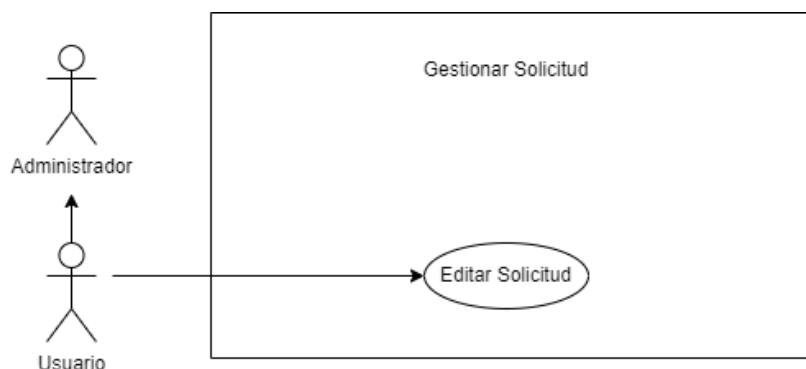 Gestionar Solicitud
Administrador
Editar Solicitud
Usuario